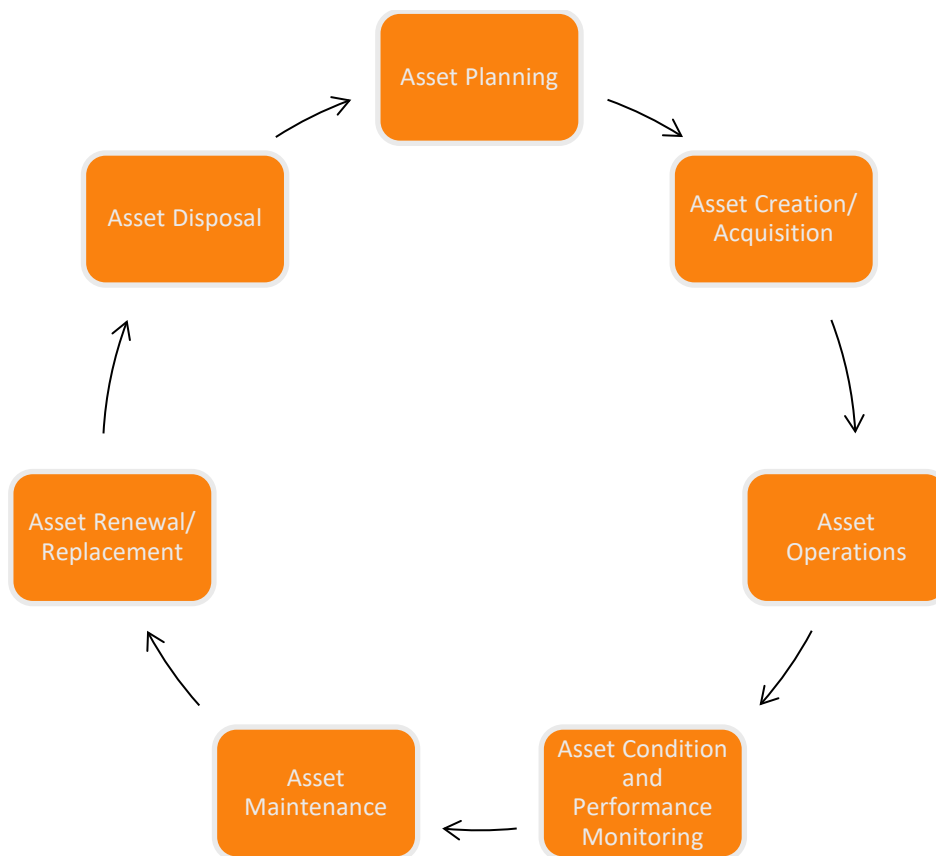 Asset Planning
Asset Creation/
Acquisition
Asset
Operations
Asset Condition
and
Performance
Monitoring
Asset
Maintenance
Asset Renewal/
Replacement
Asset Disposal